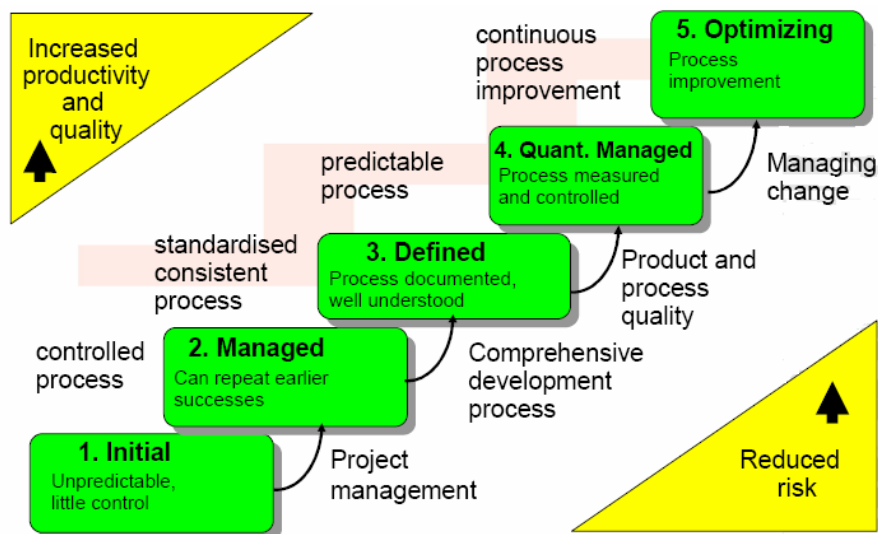 Increased
productivity
and
quality
continuous
process
improvement
5. Optimizing
Process
improvement
predictable
process
4. Quant. Managed
Process measured
and controlled
Managing
change
standardised
consistent
process
3. Defined
Process documented,
well understood
Product and
process
quality
controlled
process
2. Managed
Can repeat earlier
successes
Comprehensive
development
process
1. Initial
Unpredictable,
little control
Project
management
Reduced
risk